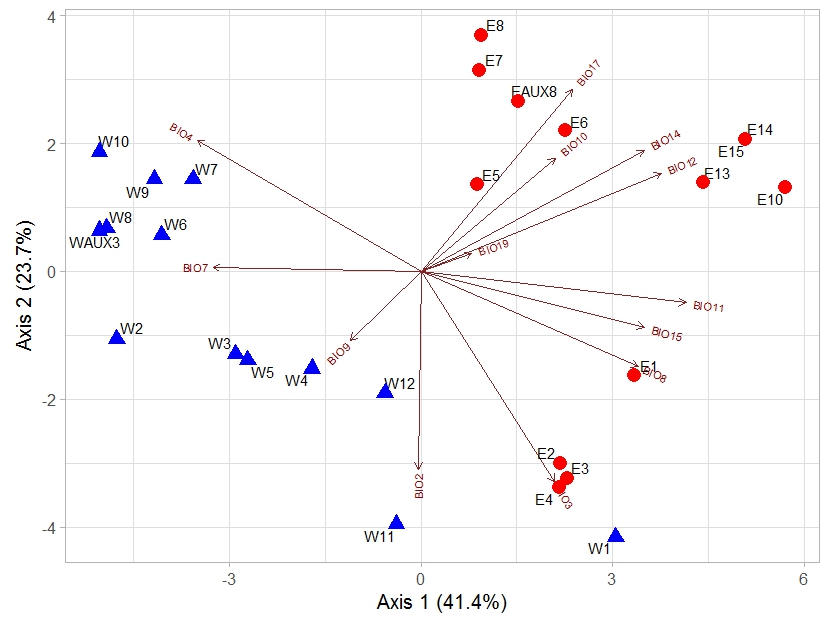 4
E8
E7
BIO17
EAUX8
E6
BIO4
BIO10
BIO14
E14
W10
2
E15
BIO12
W7
E13
W9
E5
E10
W8
W6
WAUX3
BIO19
BIO7
0
BIO11
W2
BIO15
W3
BIO9
W5
E1
W4
BIO8
W12
-2
E2
E3
BIO2
E4
BIO3
-4
W11
W1
-3
0
3
6
Axis 1 (41.4%)
Axis 2 (23.7%)